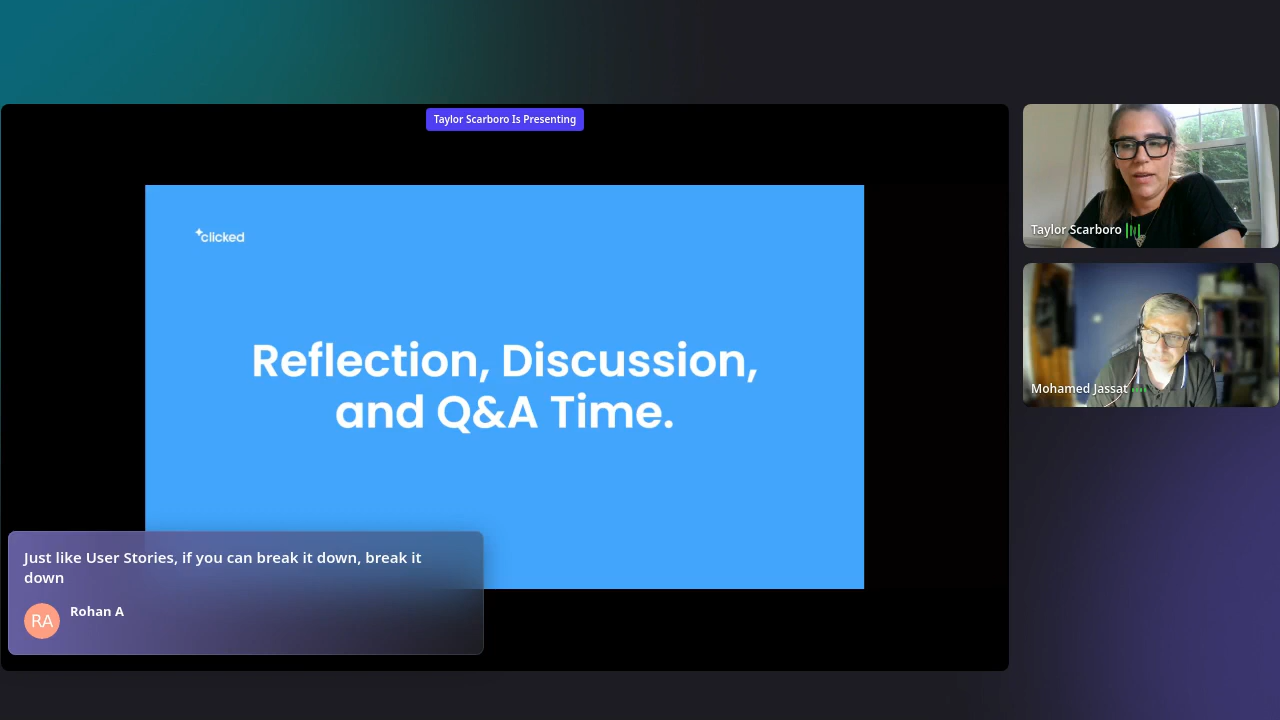 Taylor Scarboro Is Presenting
clicked
Reflection, Discussion,
and Q&A Time.
Just like User Stories, if you can break it down, break it
down
RA
Rohan A
Taylor Scarboro
Mohamed Jassat